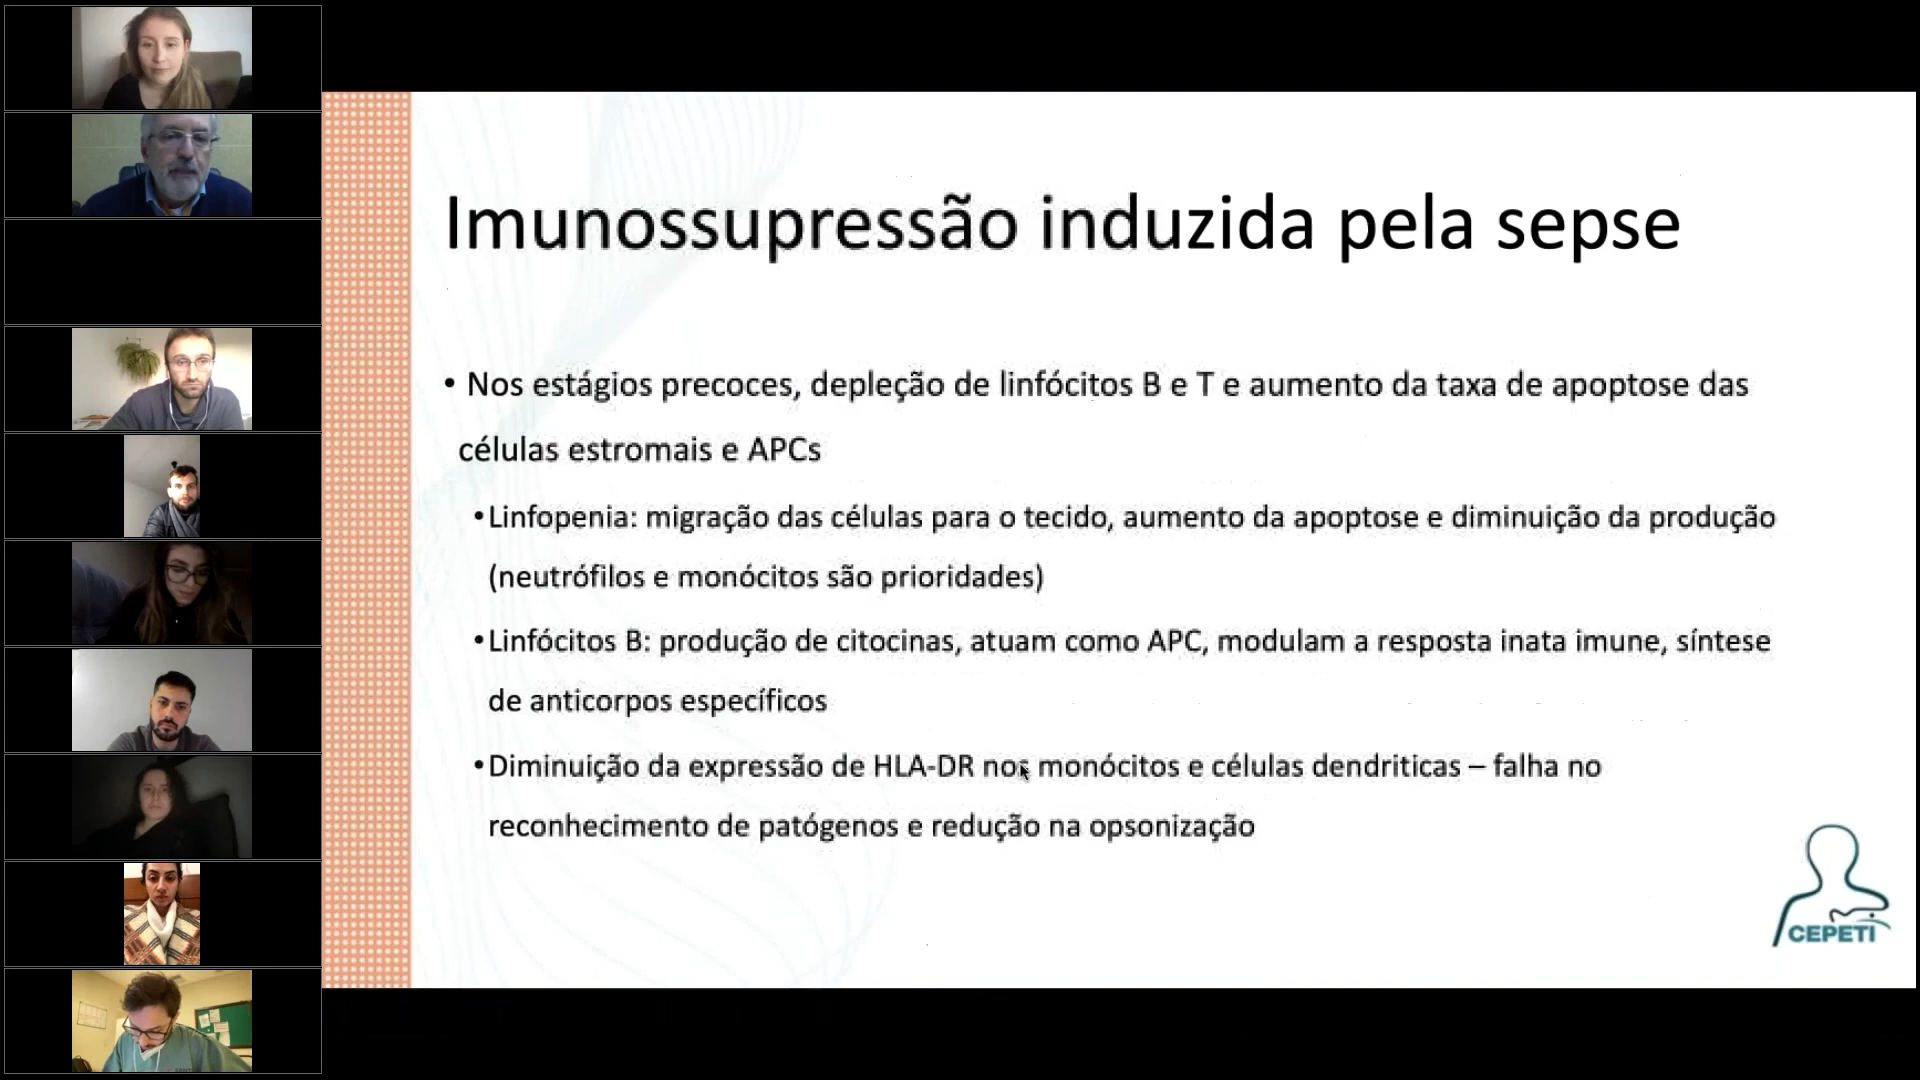 Imunossupressão induzida pela sepse
• Nos estágios precoces, depleção de linfócitos B e T e aumento da taxa de apoptose das
células estromais e APCs
•Linfopenia: migração das células para o tecido, aumento da apoptose e diminuição da produção
(neutrófilos e monócitos são prioridades)
•Linfócitos B: produção de citocinas, atuam como APC, modulam a resposta inata imune, síntese
de anticorpos específicos
•Diminuição da expressão de HLA-DR nos monócitos e células dendriticas – falha no
reconhecimento de patógenos e redução na opsonização
CEPETI